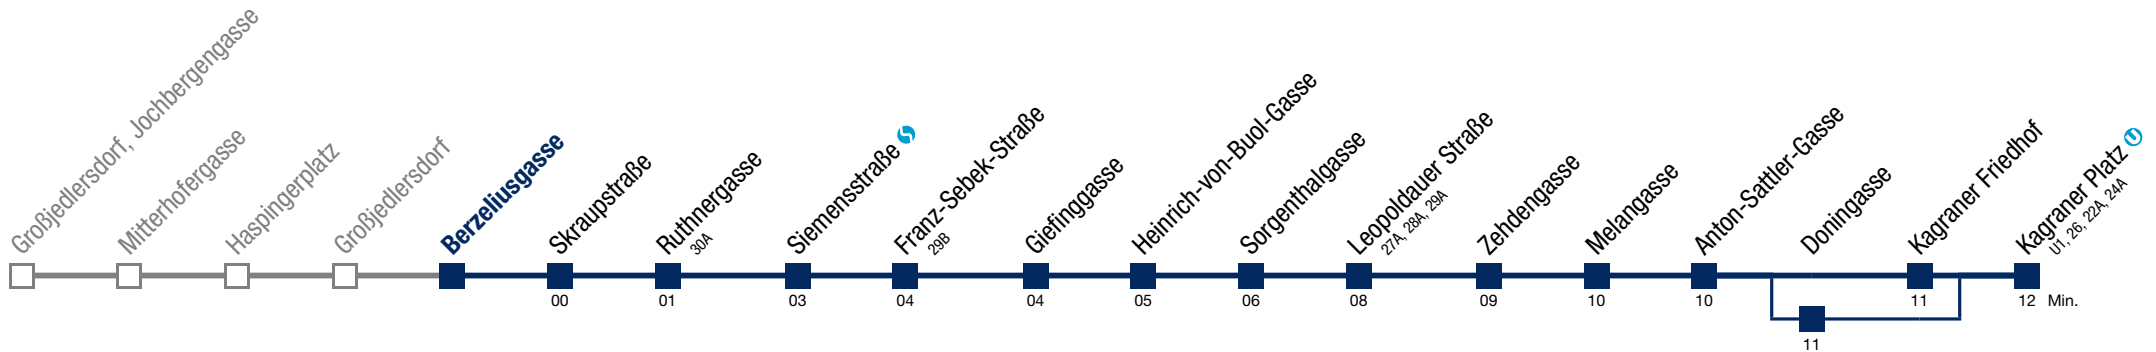 Großjedlersdorf, Jochbergengasse
Mitterhofergasse
Haspingerplatz
Großjedlersdorf
Berzeliusgasse
Skraupstraße
00
Ruthnergasse
30A
01
Siemensstraße S
03
Franz-Sebek-Straße
29B
04
Giefinggasse
04
Heinrich-von-Buol-Gasse
05
Sorgenthalgasse
06
Leopoldauer Straße
27A, 28A, 29A
08
Zehdengasse
09
Melangasse
10
Anton-Sattler-Gasse
10
Doningasse
11
Kagraner Friedhof
11
Kagraner Platz U
U1, 26, 22A, 24A
12 Min.